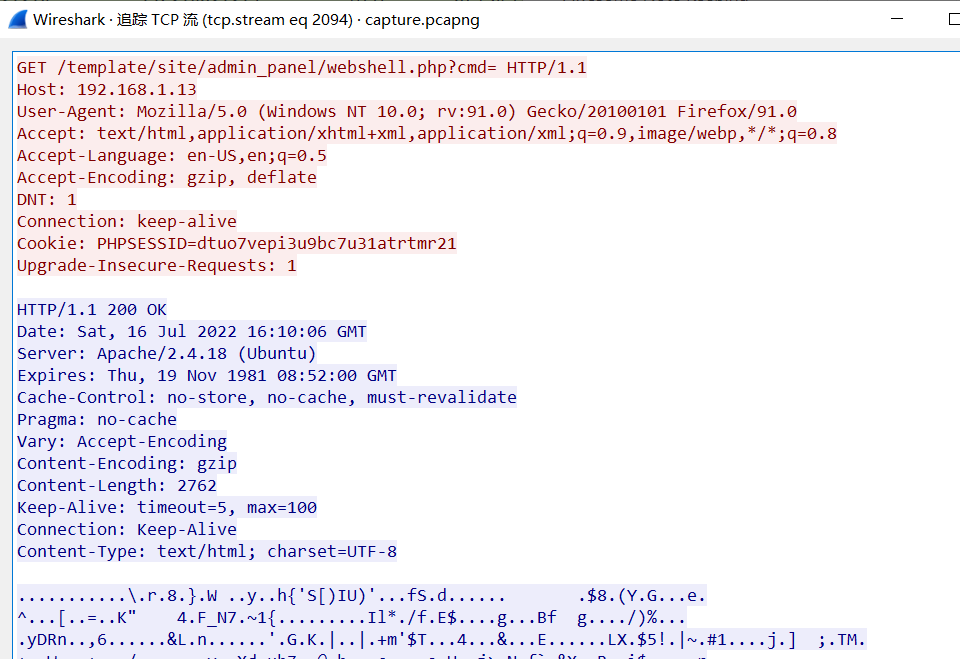 Wireshark · 追踪 TCP 流 (tcp.stream eq 2094) · capture.pcapng
GET /template/site/admin_panel/webshell.php?cmd= HTTP/1.1
Host: 192.168.1.13
User-Agent: Mozilla/5.0 (Windows NT 10.0; rv:91.0) Gecko/20100101 Firefox/91.0
Accept: text/html,application/xhtml+xml,application/xml;q=0.9,image/webp,*/*;q=0.8
Accept-Language: en-US,en;q=0.5
Accept-Encoding: gzip, deflate
DNT: 1
Connection: keep-alive
Cookie: PHPSESSID=dtuo7vepi3u9bc7u31atrtmr21
Upgrade-Insecure-Requests: 1
HTTP/1.1 200 OK
Date: Sat, 16 Jul 2022 16:10:06 GMT
Server: Apache/2.4.18 (Ubuntu)
Expires: Thu, 19 Nov 1981 08:52:00 GMT
Cache-Control: no-store, no-cache, must-revalidate
Pragma: no-cache
Vary: Accept-Encoding
Content-Encoding: gzip
Content-Length: 2762
Keep-Alive: timeout=5, max=100
Connection: Keep-Alive
Content-Type: text/html; charset=UTF-8
...........\.r.8.}.W ..y..h{'S[)IU)'...fS.d...... .$8.(Y.G...e.
^...[..=..K" 4.F_N7.~1{.........Il*./f.E$....g...Bf g..../)%...
.yDRn..,6......&L.n......'.G.K.|..|.+m'$T...4...&...E......LX.$5!.|~.#1....j.] ;.TM.